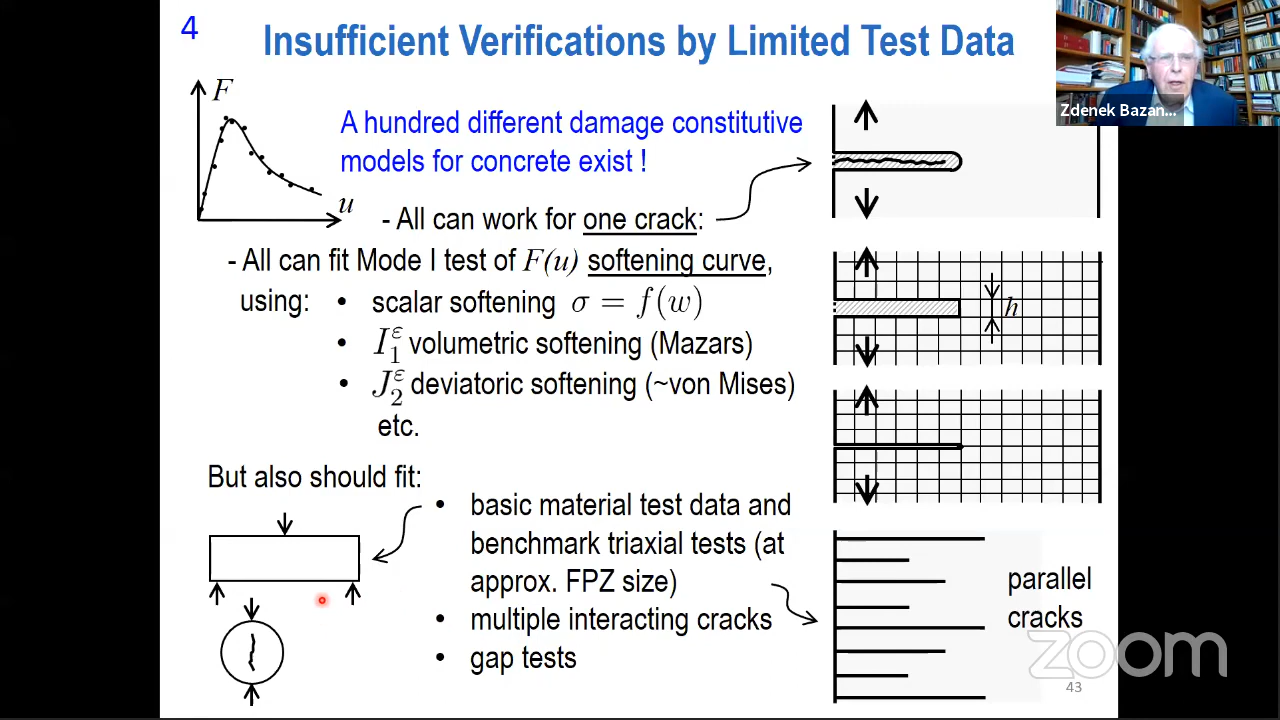 4
Insufficient Verifications by Limited Test Data
F
A hundred different damage constitutive
models for concrete exist !
u
- All can work for one crack:
- All can fit Mode I test of F(u) softening curve,
using:
• scalar softening σ = f(w)
• I₁^ε volumetric softening (Mazars)
• J₂^ε deviatoric softening (~von Mises)
etc.
But also should fit:
• basic material test data and
benchmark triaxial tests (at
approx. FPZ size)
• multiple interacting cracks
• gap tests
Zdenek Bazan...
h
parallel
cracks
zoom
43